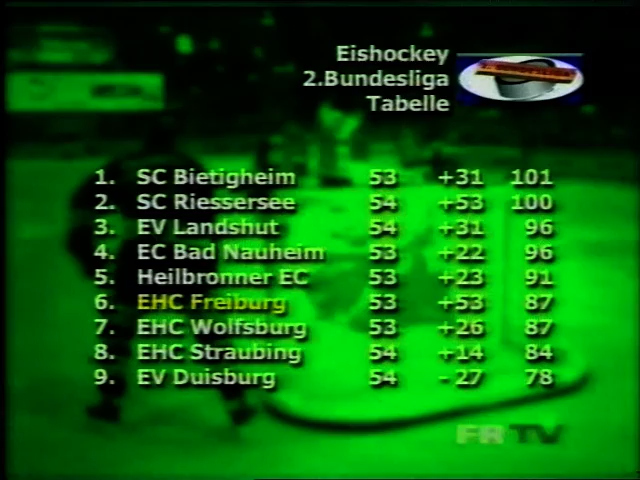 Eishockey
2.Bundesliga
Tabelle
1. SC Bietigheim 53 +31 101
2. SC Riessersee 54 +53 100
3. EV Landshut 54 +31 96
4. EC Bad Nauheim 53 +22 96
5. Heilbronner EC 53 +23 91
6. EHC Freiburg 53 +53 87
7. EHC Wolfsburg 53 +26 87
8. EHC Straubing 54 +14 84
9. EV Duisburg 54 - 27 78
FR TV